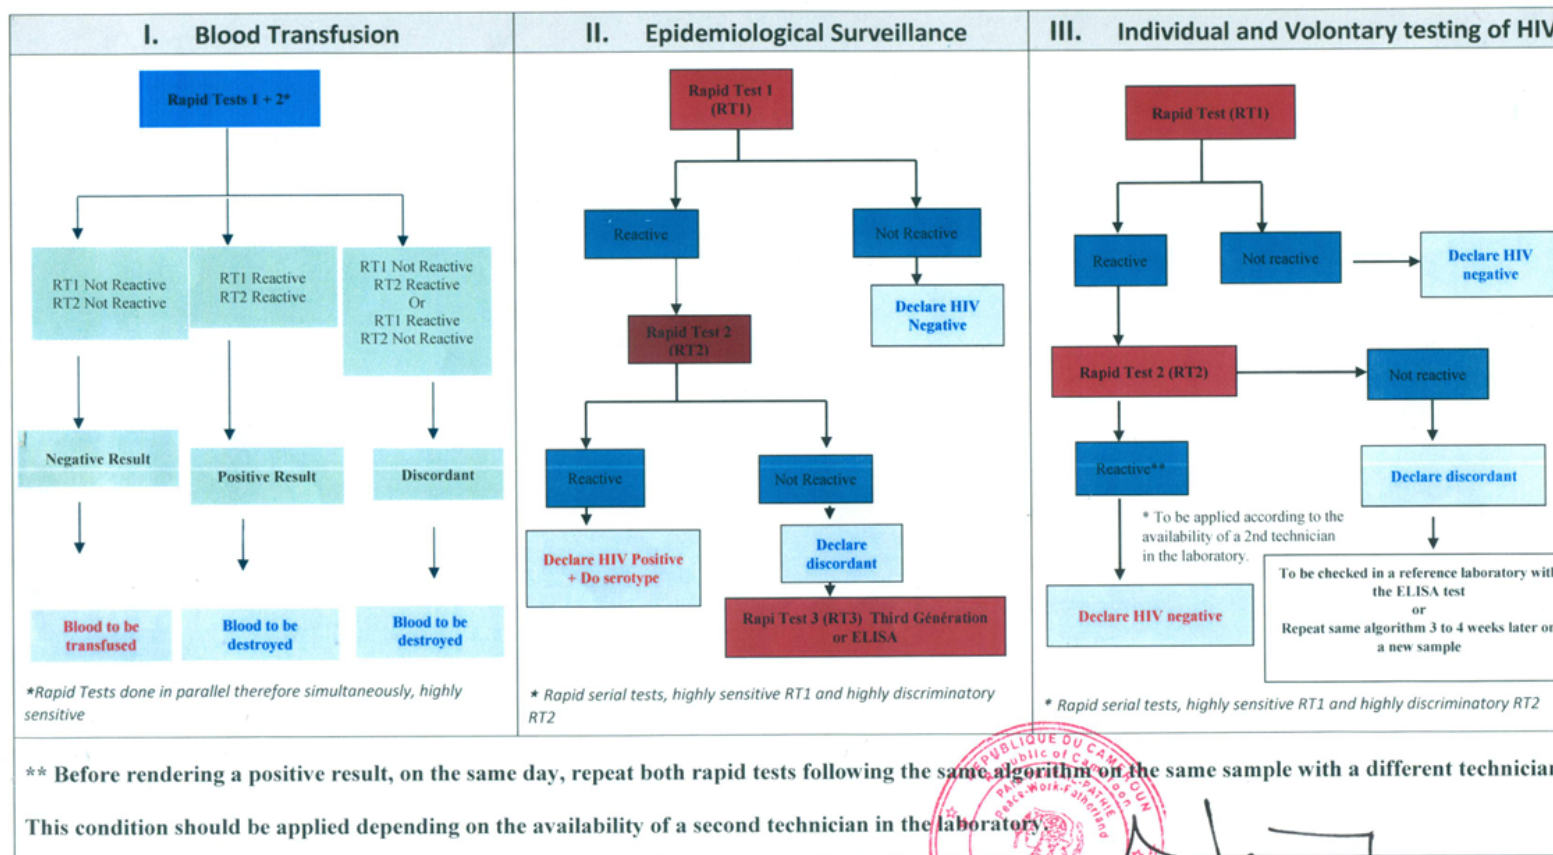 I. Blood Transfusion
Rapid Tests 1 + 2*
RT1 Not Reactive
RT2 Not Reactive
RT1 Reactive
RT2 Reactive
RT1 Not Reactive
RT2 Reactive
Or
RT1 Reactive
RT2 Not Reactive
Negative Result
Positive Result
Discordant
Blood to be
transfused
Blood to be
destroyed
Blood to be
destroyed
*Rapid Tests done in parallel therefore simultaneously, highly
sensitive
II. Epidemiological Surveillance
Rapid Test 1
(RT1)
Reactive
Not Reactive
Declare HIV
Negative
Rapid Test 2
(RT2)
Reactive
Not Reactive
Declare HIV Positive
+ Do serotype
Declare
discordant
Rapi Test 3 (RT3) Third Génération
or ELISA
* Rapid serial tests, highly sensitive RT1 and highly discriminatory
RT2
III. Individual and Volontary testing of HIV
Rapid Test (RT1)
Reactive
Not reactive
Declare HIV
negative
Rapid Test 2 (RT2)
Not reactive
Reactive**
Declare discordant
* To be applied according to the
availability of a 2nd technician
in the laboratory.
Declare HIV negative
To be checked in a reference laboratory with
the ELISA test
or
Repeat same algorithm 3 to 4 weeks later on
a new sample
* Rapid serial tests, highly sensitive RT1 and highly discriminatory RT2
** Before rendering a positive result, on the same day, repeat both rapid tests following the same algorithm on the same sample with a different technician
This condition should be applied depending on the availability of a second technician in the laboratory.
REPUBLIQUE DU CAMEROUN
Republic of Cameroon
Peace-Work-Fatherland